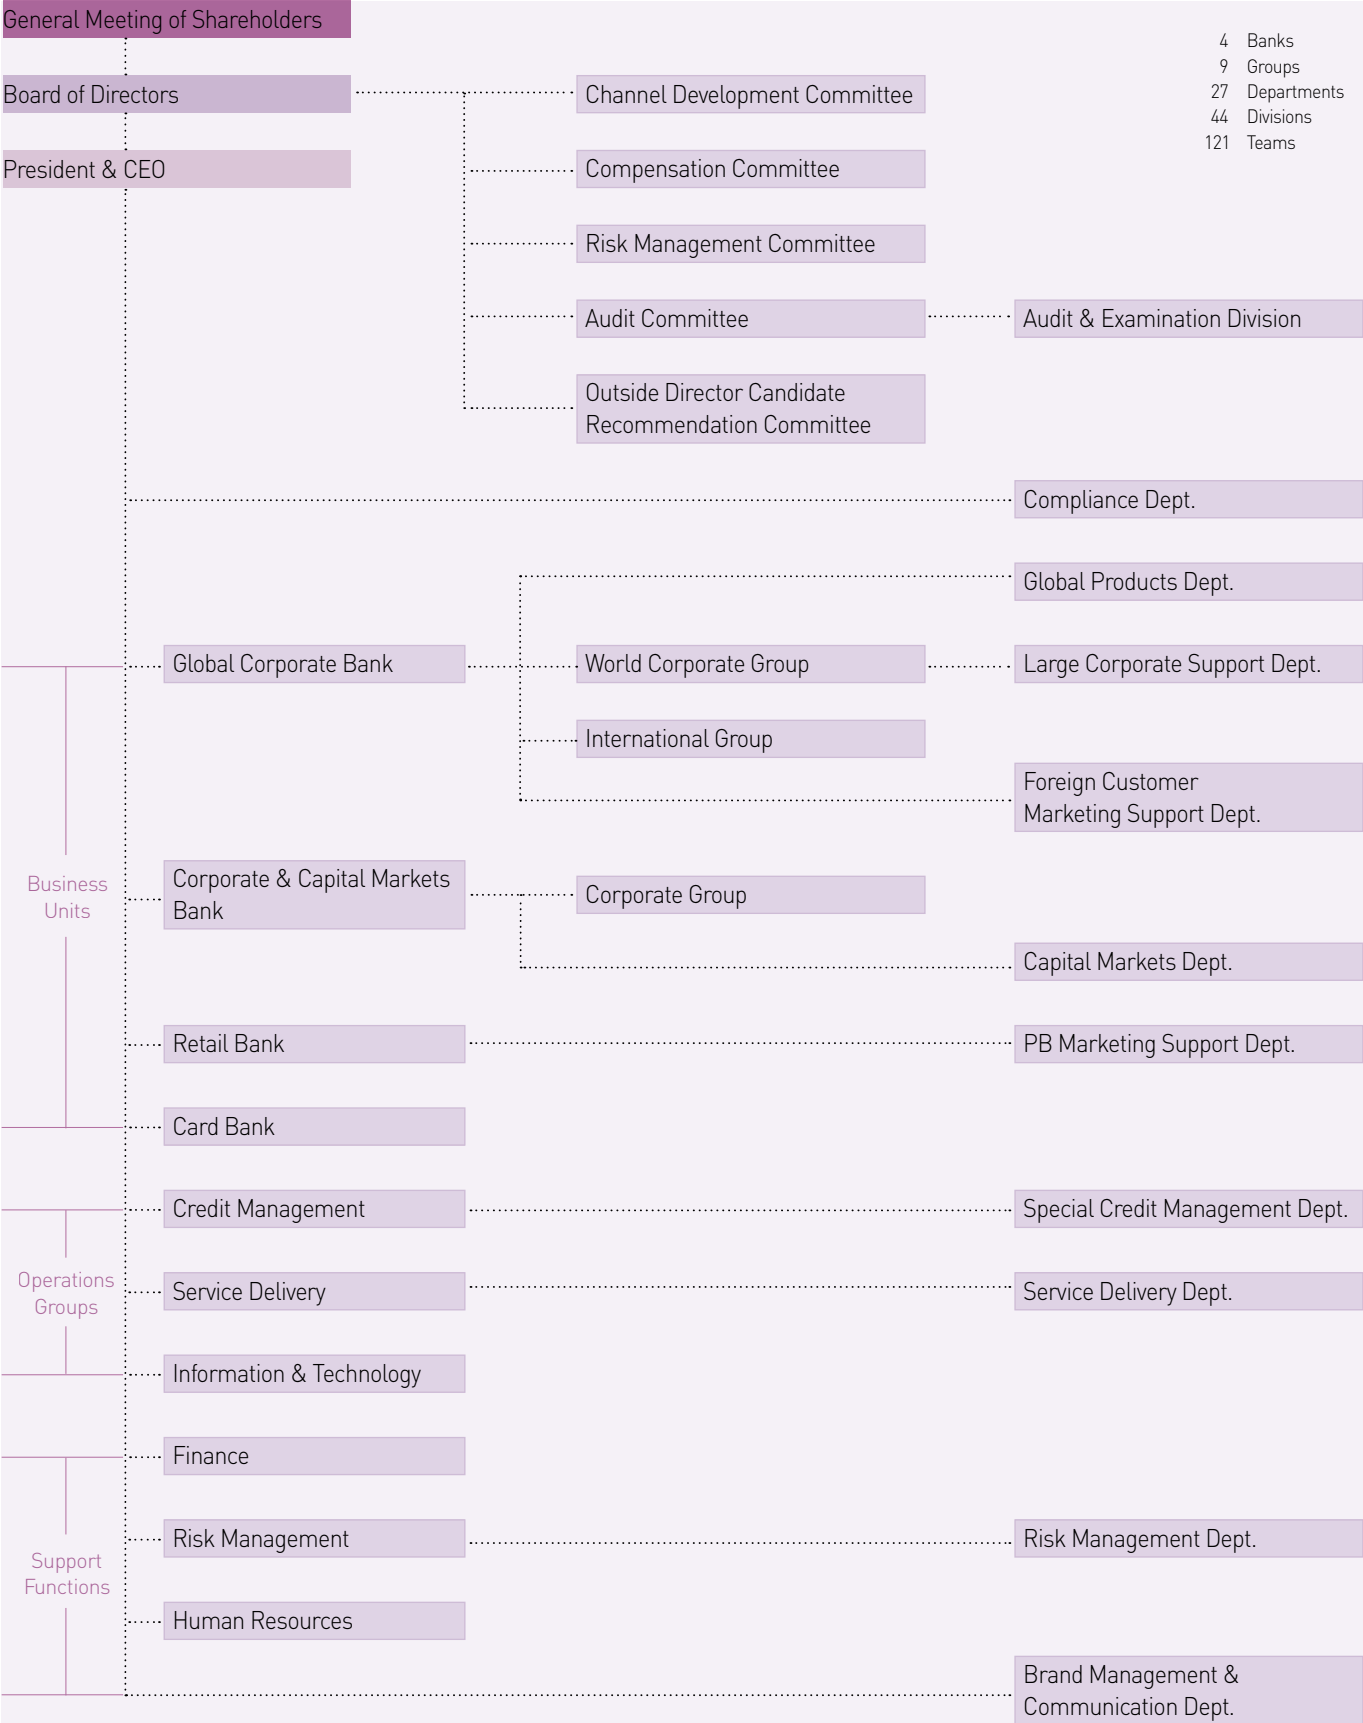 General Meeting of Shareholders
4 Banks
9 Groups
27 Departments
44 Divisions
121 Teams
Board of Directors
Channel Development Committee
President & CEO
Compensation Committee
Risk Management Committee
Audit Committee
Audit & Examination Division
Outside Director Candidate
Recommendation Committee
Compliance Dept.
Global Products Dept.
Global Corporate Bank
World Corporate Group
Large Corporate Support Dept.
International Group
Foreign Customer
Marketing Support Dept.
Business
Units
Corporate & Capital Markets
Bank
Corporate Group
Capital Markets Dept.
Retail Bank
PB Marketing Support Dept.
Card Bank
Credit Management
Special Credit Management Dept.
Operations
Groups
Service Delivery
Service Delivery Dept.
Information & Technology
Finance
Support
Functions
Risk Management
Risk Management Dept.
Human Resources
Brand Management &
Communication Dept.